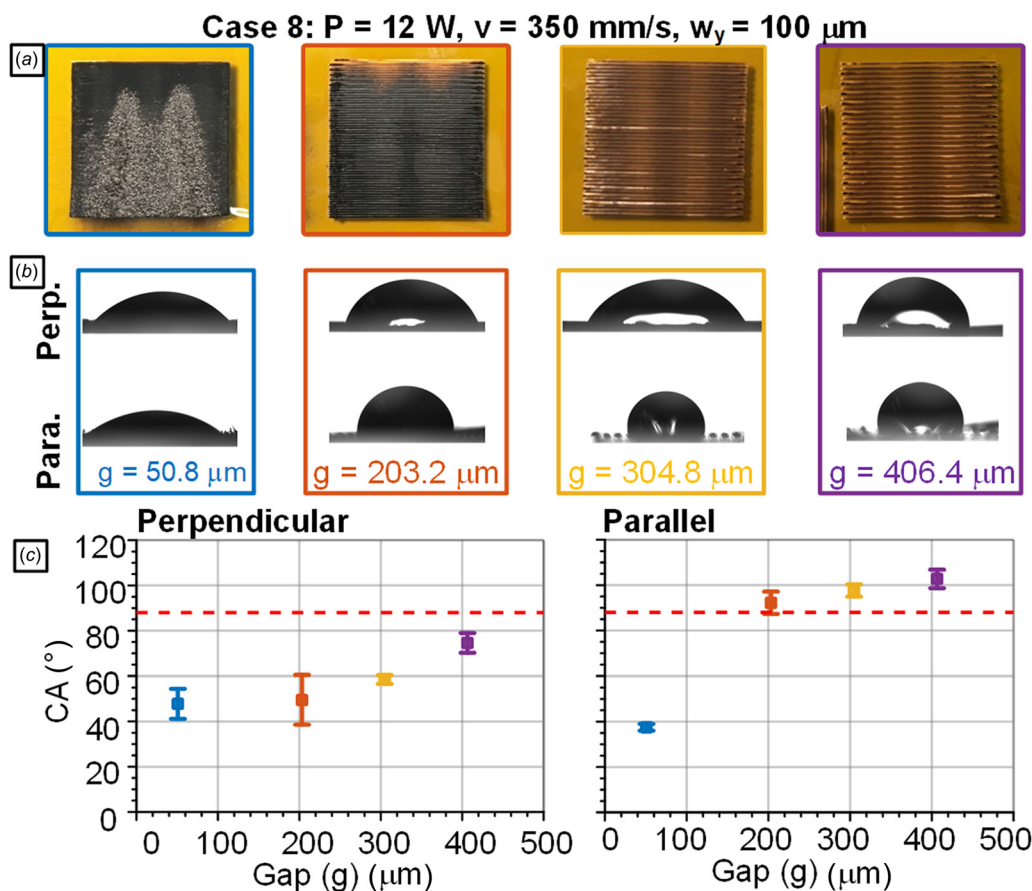 Case 8: P = 12 W, v = 350 mm/s, w_y = 100 μm
(a)
(b)
Perp.
Para.
g = 50.8 μm
g = 203.2 μm
g = 304.8 μm
g = 406.4 μm
(c)
Perpendicular
Parallel
CA (°)
120
100
80
60
40
20
0
0 100 200 300 400 500
0 100 200 300 400 500
Gap (g) (μm)
Gap (g) (μm)